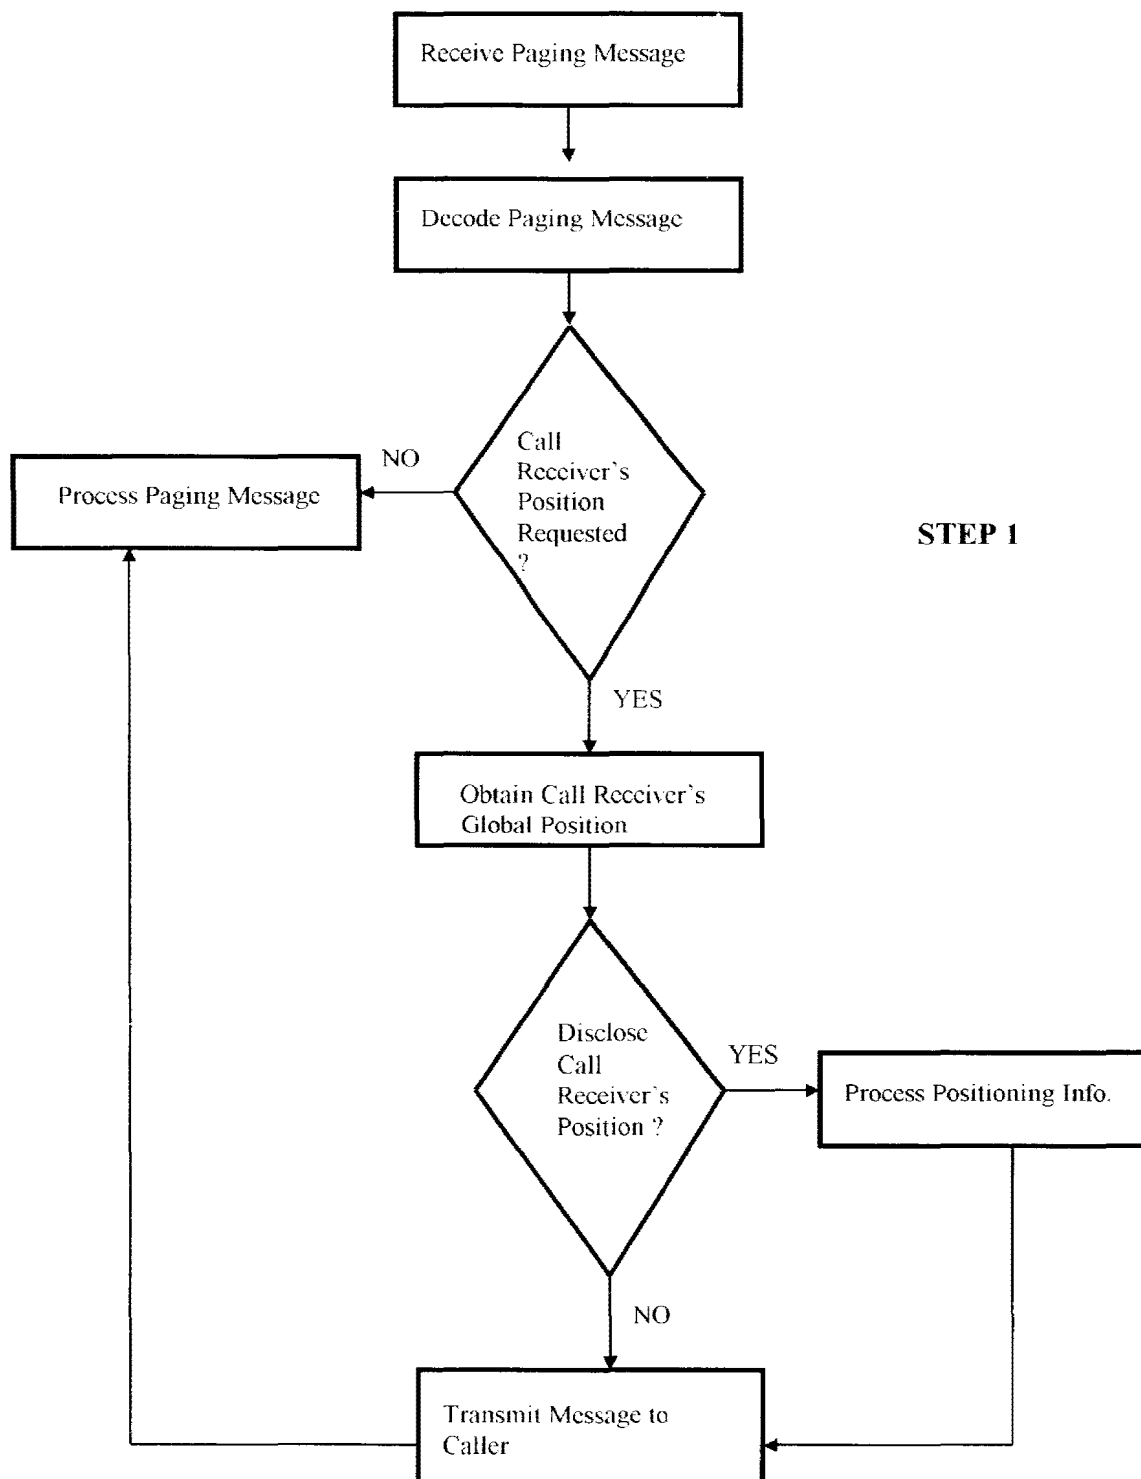 Receive Paging Message
Decode Paging Message
Call
Receiver's
Position
Requested
?
NO
Process Paging Message
STEP 1
YES
Obtain Call Receiver's
Global Position
Disclose
Call
Receiver's
Position ?
YES
Process Positioning Info.
NO
Transmit Message to
Caller